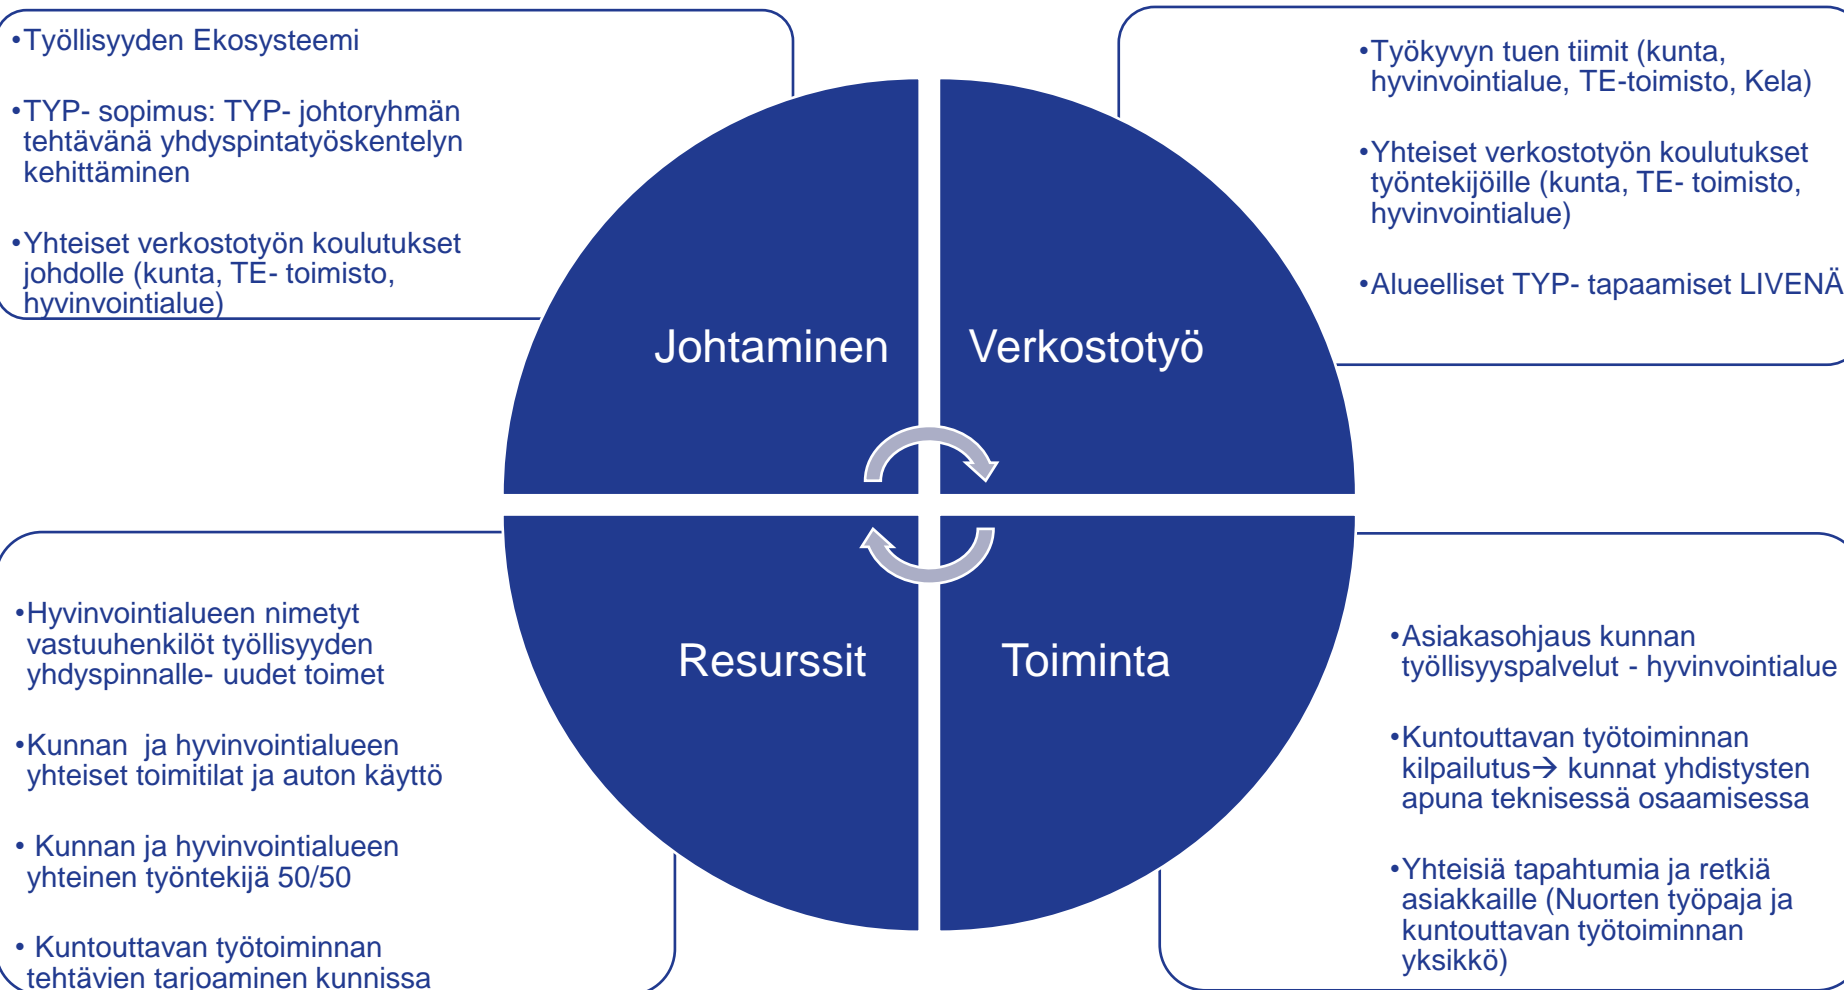 •Työllisyyden Ekosysteemi
•TYP- sopimus: TYP- johtoryhmän
tehtävänä yhdyspintatyöskentelyn
kehittäminen
•Yhteiset verkostotyön koulutukset
johdolle (kunta, TE- toimisto,
hyvinvointialue)
•Työkyvyn tuen tiimit (kunta,
hyvinvointialue, TE-toimisto, Kela)
•Yhteiset verkostotyön koulutukset
työntekijöille (kunta, TE- toimisto,
hyvinvointialue)
•Alueelliset TYP- tapaamiset LIVENÄ
Johtaminen
Verkostotyö
Resurssit
Toiminta
•Hyvinvointialueen nimetyt
vastuuhenkilöt työllisyyden
yhdyspinnalle- uudet toimet
•Kunnan  ja hyvinvointialueen
yhteiset toimitilat ja auton käyttö
• Kunnan ja hyvinvointialueen
yhteinen työntekijä 50/50
• Kuntouttavan työtoiminnan
tehtävien tarjoaminen kunnissa
•Asiakasohjaus kunnan
työllisyyspalvelut - hyvinvointialue
•Kuntouttavan työtoiminnan
kilpailutus→ kunnat yhdistysten
apuna teknisessä osaamisessa
•Yhteisiä tapahtumia ja retkiä
asiakkaille (Nuorten työpaja ja
kuntouttavan työtoiminnan
yksikkö)